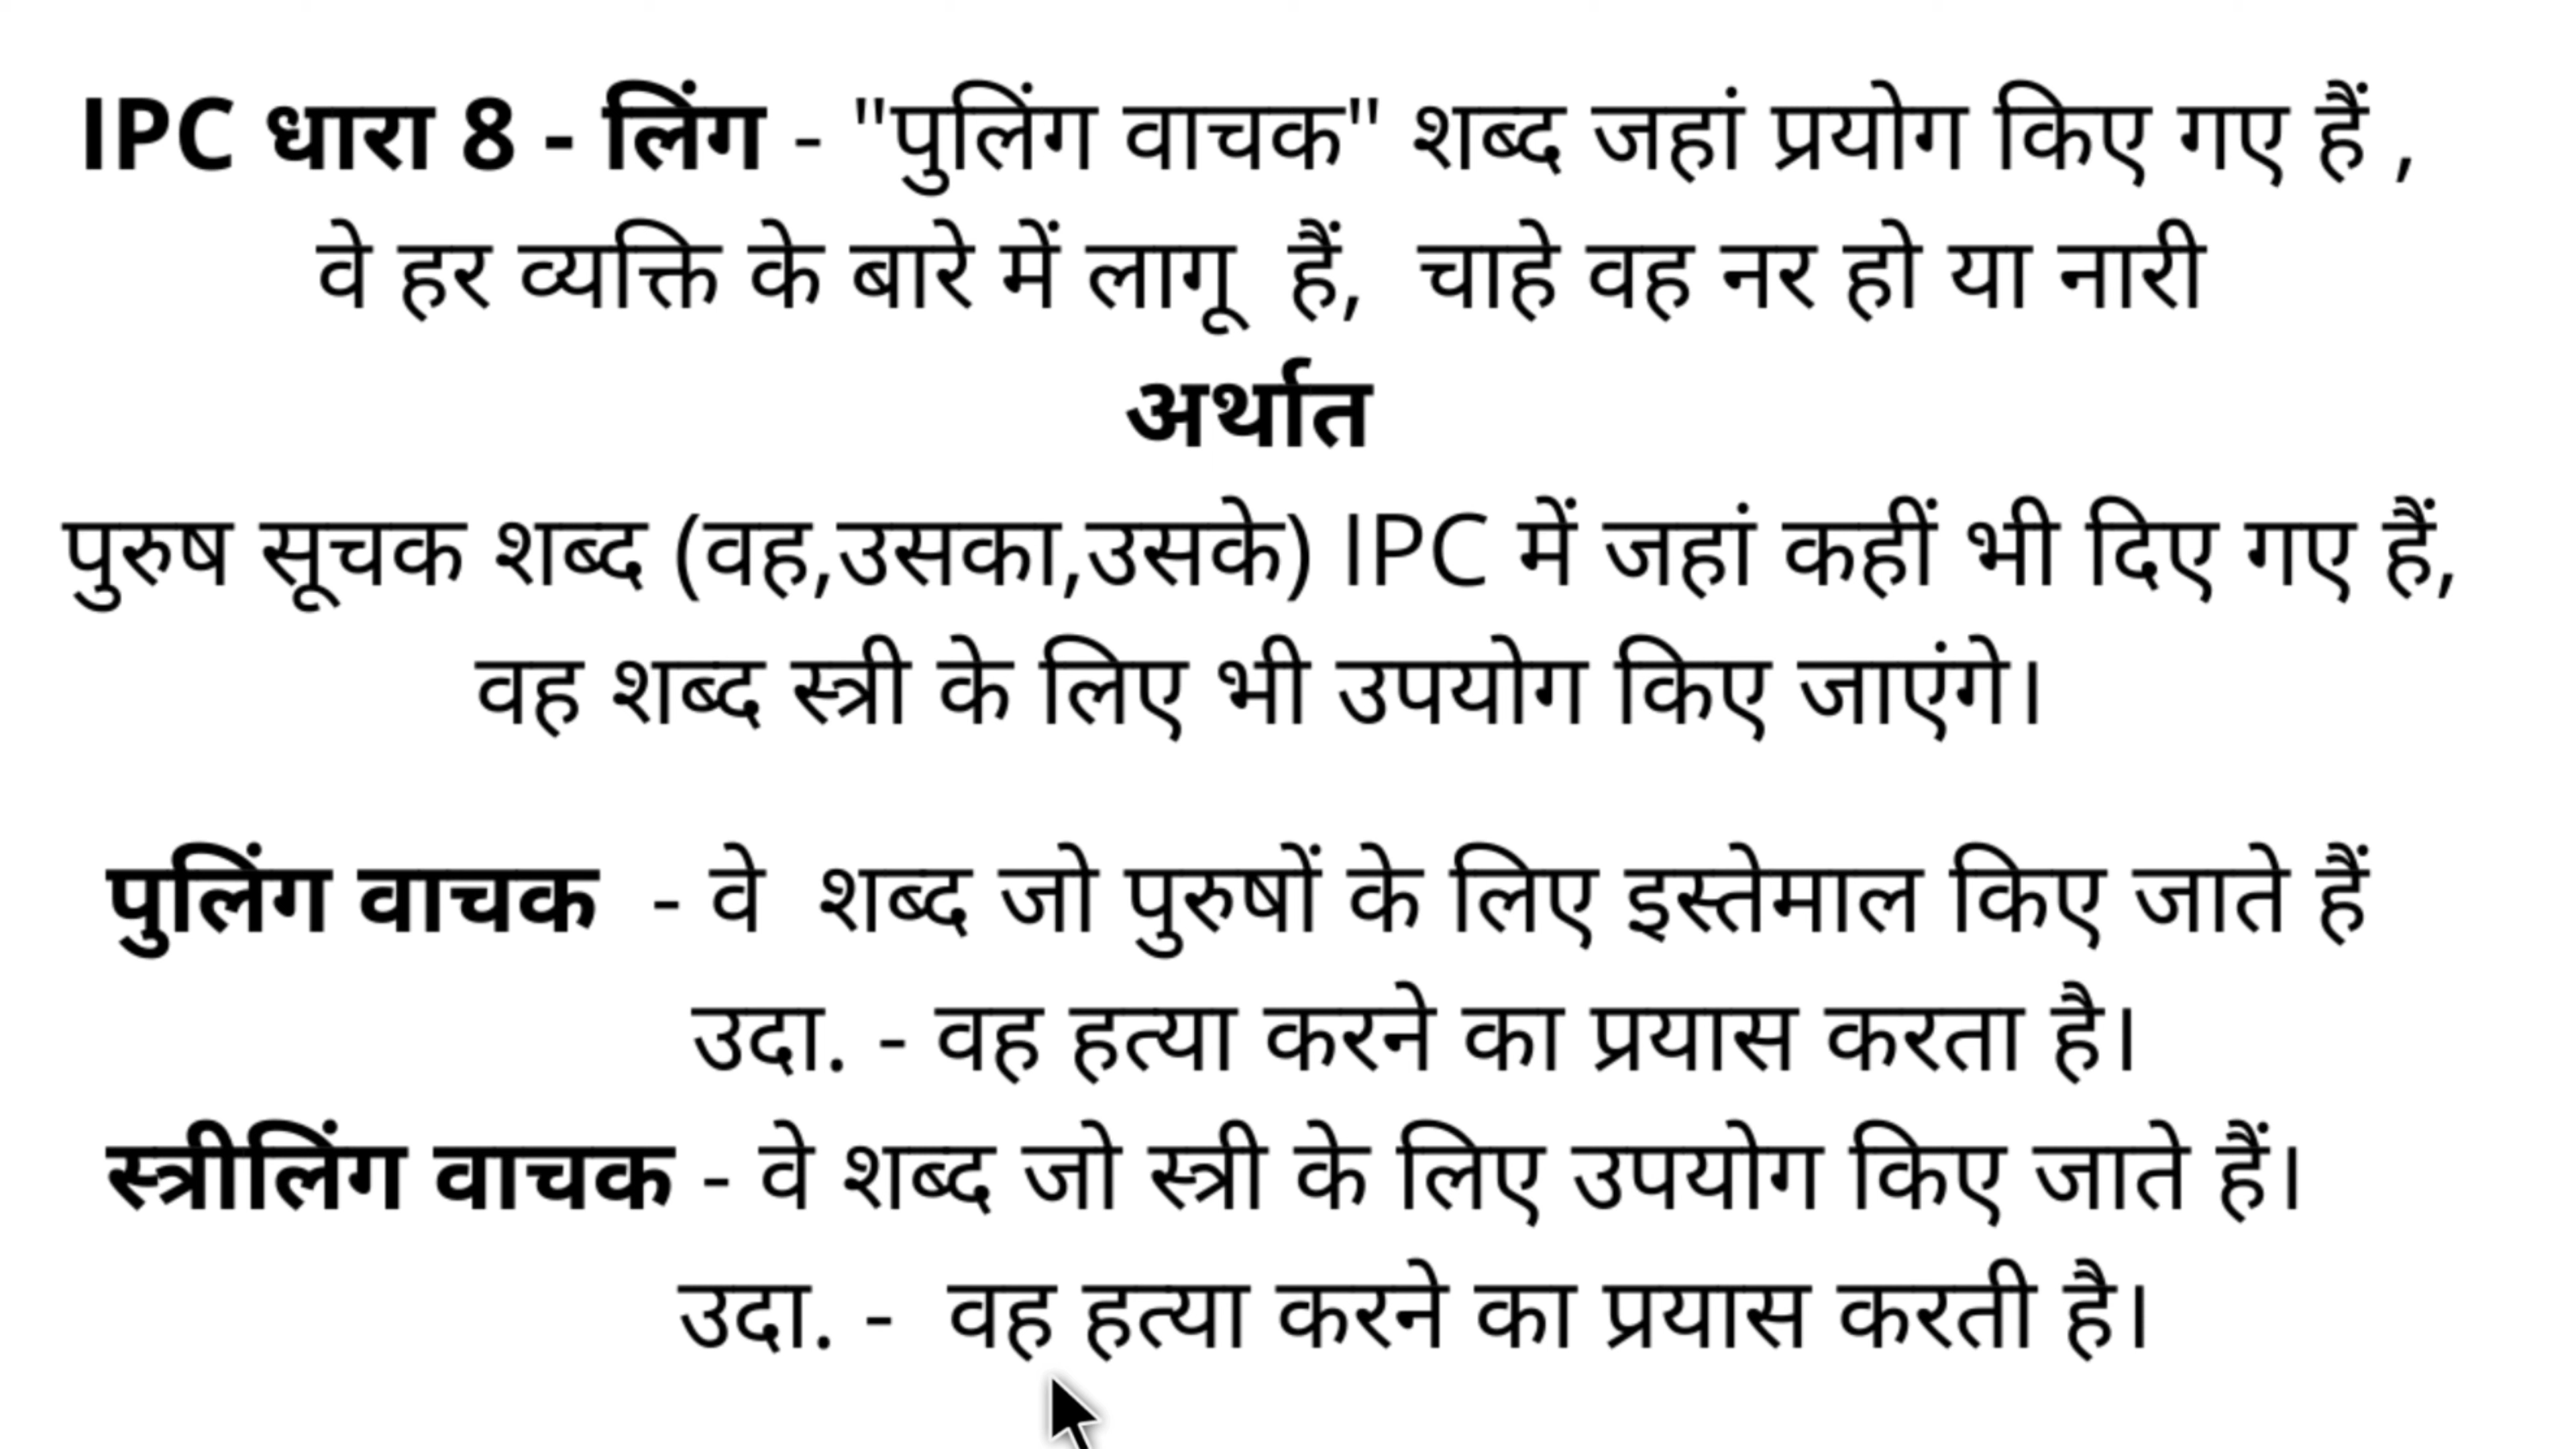 IPC धारा 8 - लिंग - "पुलिंग वाचक" शब्द जहां प्रयोग किए गए हैं ,
वे हर व्यक्ति के बारे में लागू हैं, चाहे वह नर हो या नारी
अर्थात
पुरुष सूचक शब्द (वह,उसका,उसके) IPC में जहां कहीं भी दिए गए हैं,
वह शब्द स्त्री के लिए भी उपयोग किए जाएंगे।
पुलिंग वाचक - वे शब्द जो पुरुषों के लिए इस्तेमाल किए जाते हैं
उदा. - वह हत्या करने का प्रयास करता है।
स्त्रीलिंग वाचक - वे शब्द जो स्त्री के लिए उपयोग किए जाते हैं।
उदा. - वह हत्या करने का प्रयास करती है।